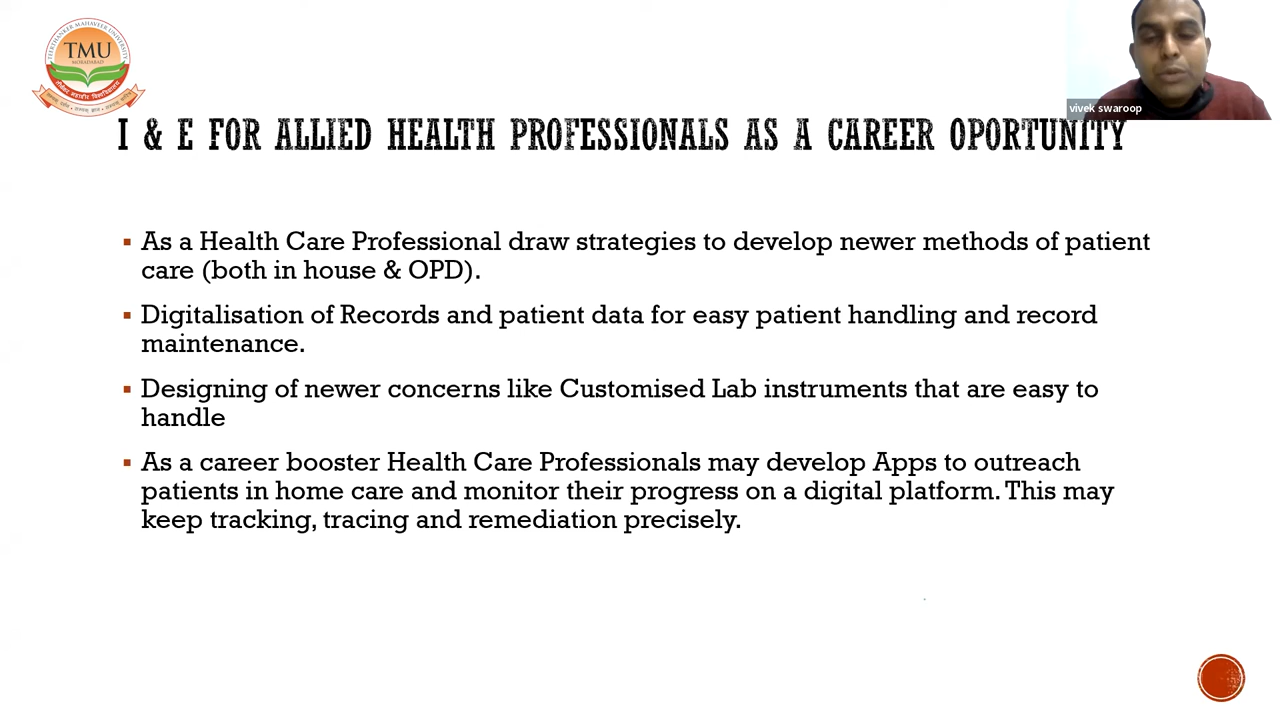 TEERTHANKER MAHAVEER UNIVERSITY
TMU
MORADABAD
vivek swaroop
I & E FOR ALLIED HEALTH PROFESSIONALS AS A CAREER OPORTUNITY
▪ As a Health Care Professional draw strategies to develop newer methods of patient
care (both in house & OPD).
▪ Digitalisation of Records and patient data for easy patient handling and record
maintenance.
▪ Designing of newer concerns like Customised Lab instruments that are easy to
handle
▪ As a career booster Health Care Professionals may develop Apps to outreach
patients in home care and monitor their progress on a digital platform. This may
keep tracking, tracing and remediation precisely.